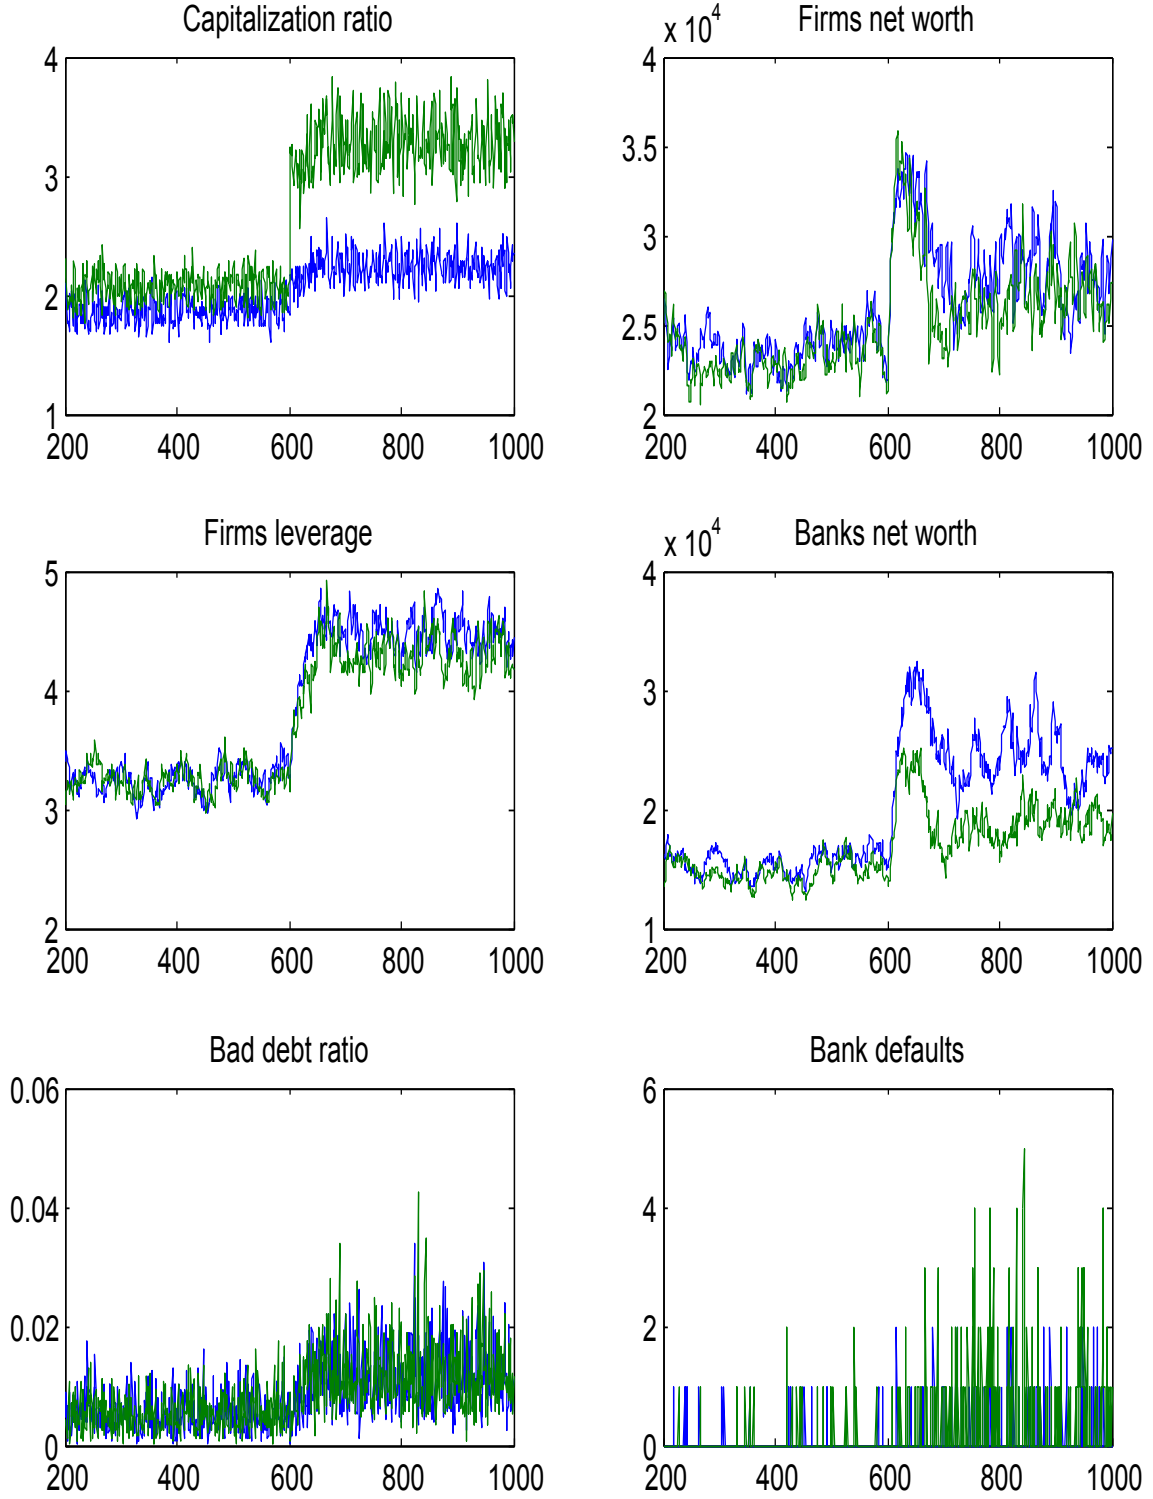 Capitalization ratio
4
3
2
1
200 400 600 800 1000
Firms net worth
x 10^4
4
3.5
3
2.5
2
200 400 600 800 1000
Firms leverage
5
4
3
2
200 400 600 800 1000
Banks net worth
x 10^4
4
3
2
1
200 400 600 800 1000
Bad debt ratio
0.06
0.04
0.02
0
200 400 600 800 1000
Bank defaults
6
4
2
0
200 400 600 800 1000